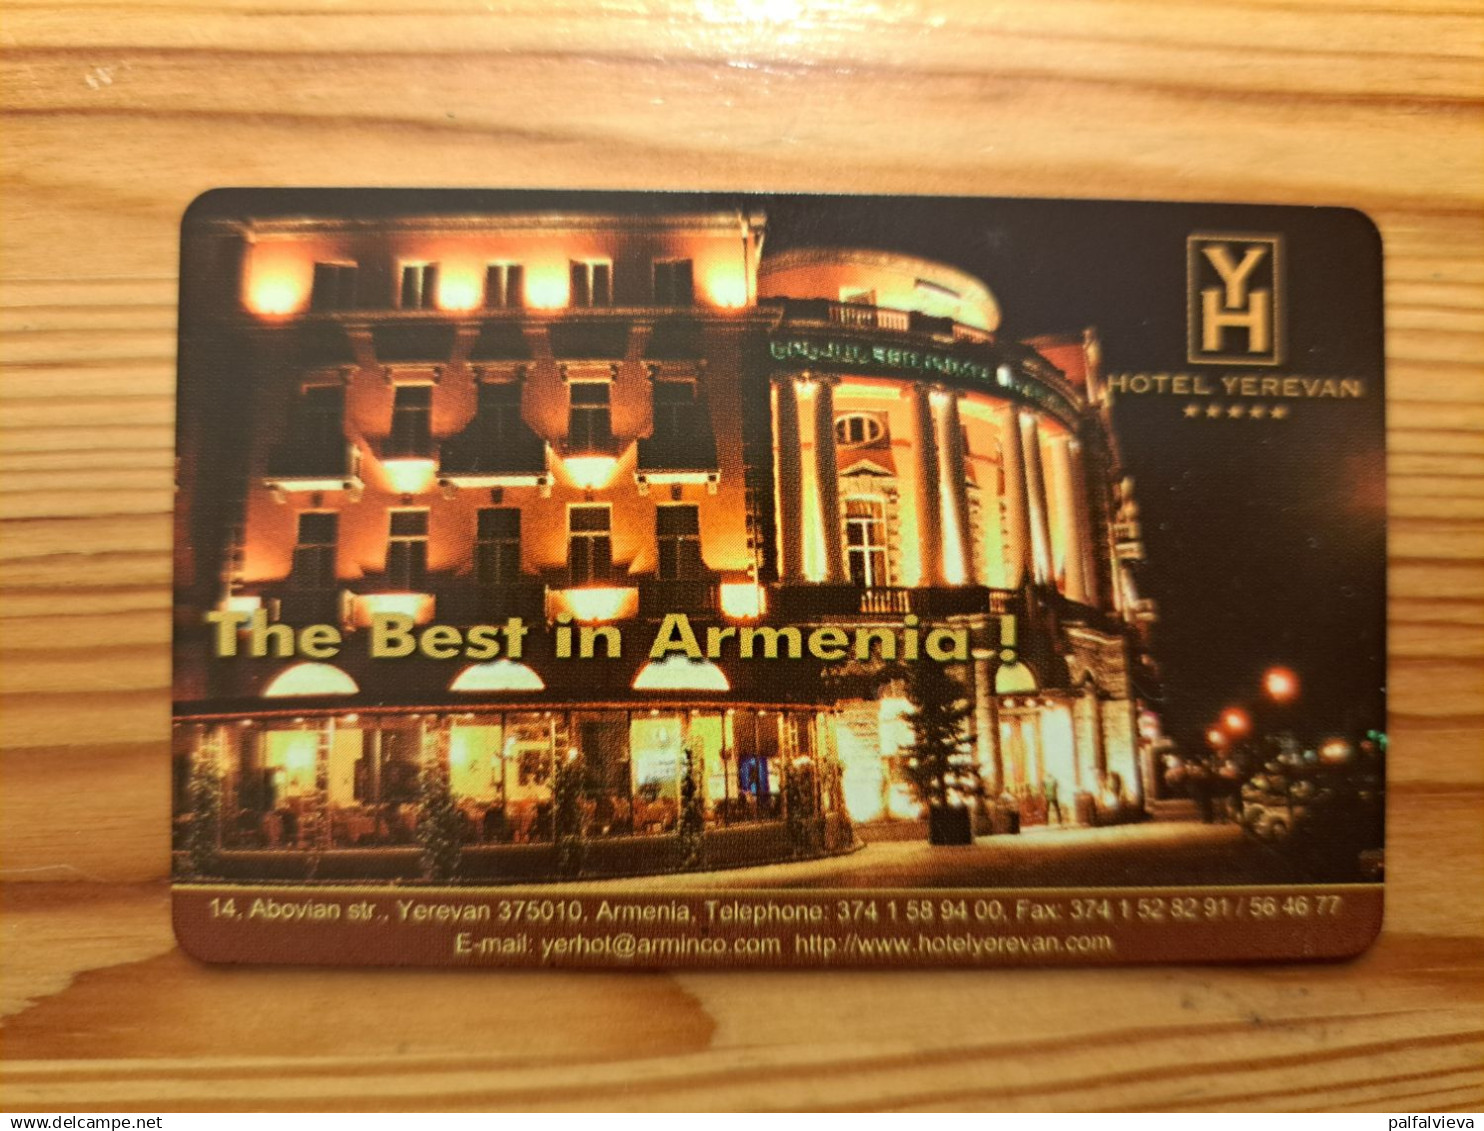 YH
HOTEL YEREVAN
★★★★★
The Best in Armenia !
14, Abovian str., Yerevan 375010, Armenia, Telephone: 374 1 58 94 00, Fax: 374 1 52 82 91 / 56 46 77
E-mail: yerhot@arminco.com http://www.hotelyerevan.com
www.delcampe.net
palfalvieva